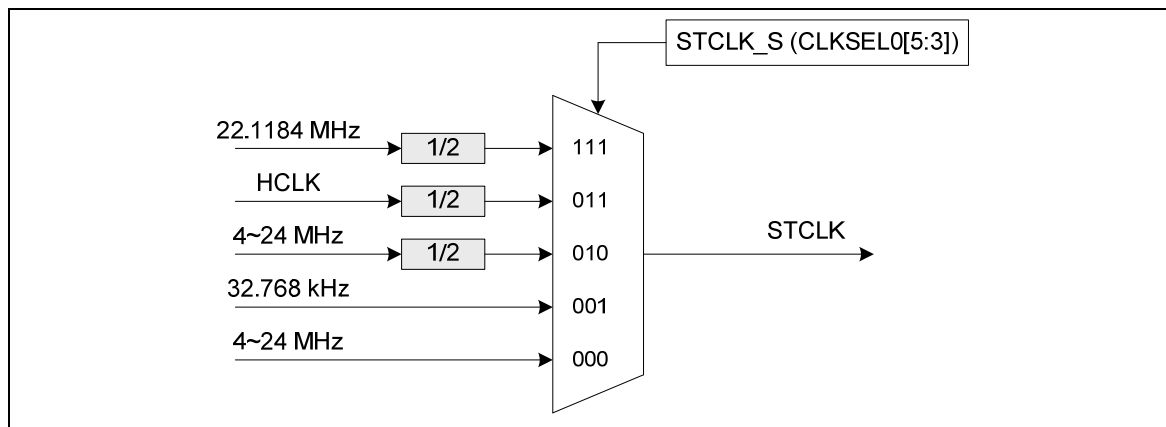 STCLK_S (CLKSEL0[5:3])
22.1184 MHz
1/2
111
HCLK
1/2
011
4~24 MHz
1/2
010
STCLK
32.768 kHz
001
4~24 MHz
000